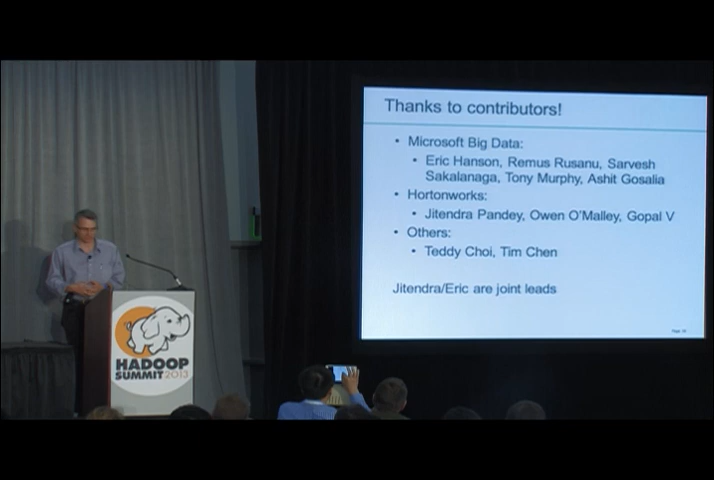 Thanks to contributors!
• Microsoft Big Data:
• Eric Hanson, Remus Rusanu, Sarvesh
Sakalanaga, Tony Murphy, Ashit Gosalia
• Hortonworks:
• Jitendra Pandey, Owen O'Malley, Gopal V
• Others:
• Teddy Choi, Tim Chen
Jitendra/Eric are joint leads
HADOOP
SUMMIT 2013